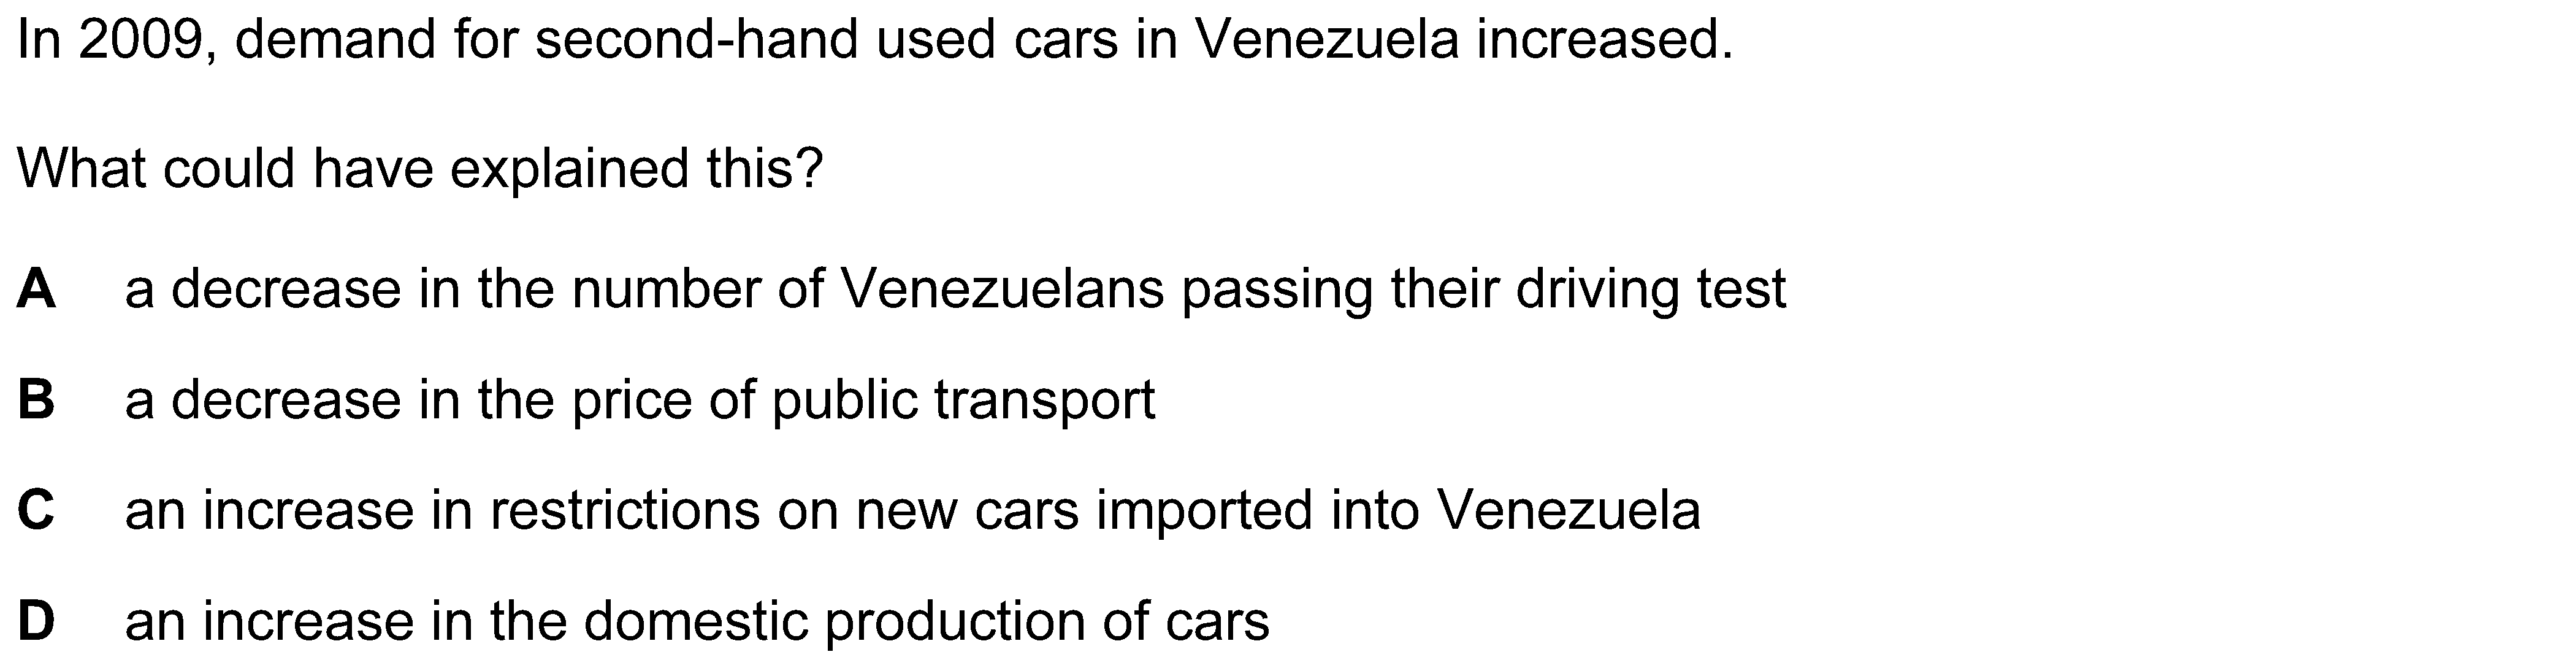 In 2009, demand for second-hand used cars in Venezuela increased.
What could have explained this?
A a decrease in the number of Venezuelans passing their driving test
B a decrease in the price of public transport
C an increase in restrictions on new cars imported into Venezuela
D an increase in the domestic production of cars